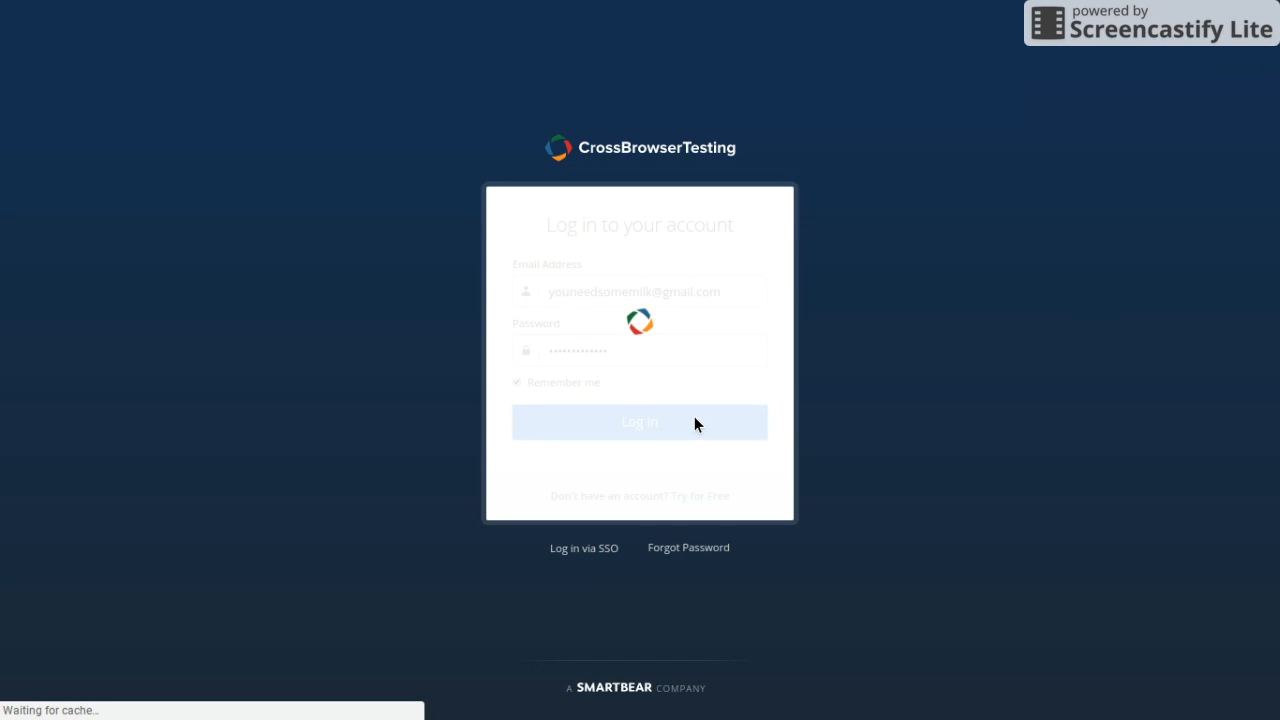 powered by
Screencastify Lite
CrossBrowserTesting
Log in to your account
Email Address
youneedsomemilk@gmail.com
Password
•••••••••••••
Remember me
Log in
Don't have an account? Try for Free
Log in via SSO
Forgot Password
A SMARTBEAR COMPANY
Waiting for cache...